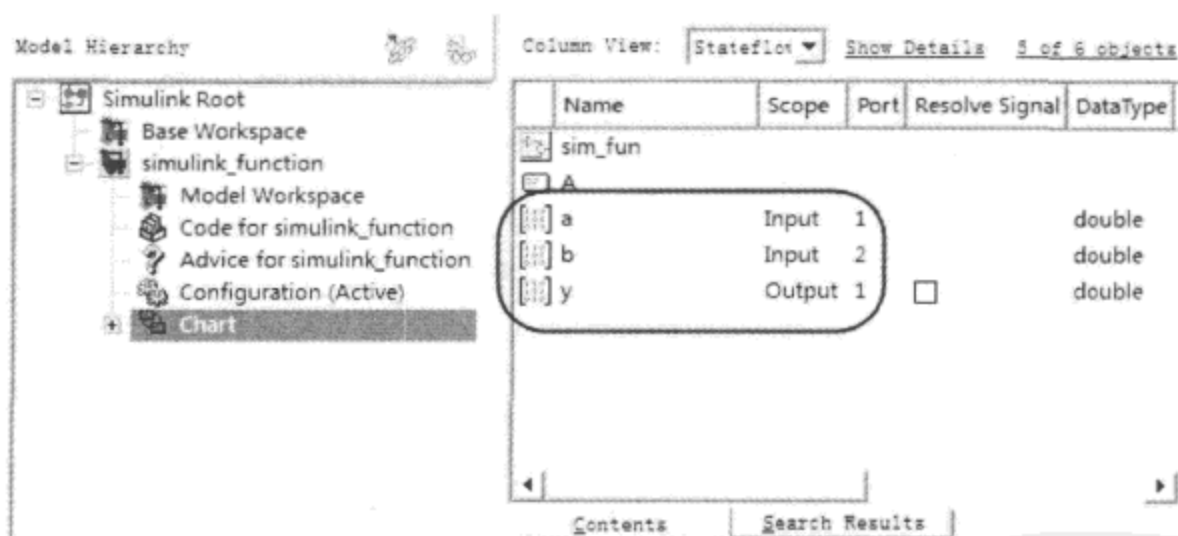 Model Hierarchy
Simulink Root
Base Workspace
simulink_function
Model Workspace
Code for simulink_function
Advice for simulink_function
Configuration (Active)
Chart
Column View: Stateflow Show Details 5 of 6 objects
Name Scope Port Resolve Signal DataType
sim_fun
A
a Input 1 double
b Input 2 double
y Output 1 double
Contents Search Results